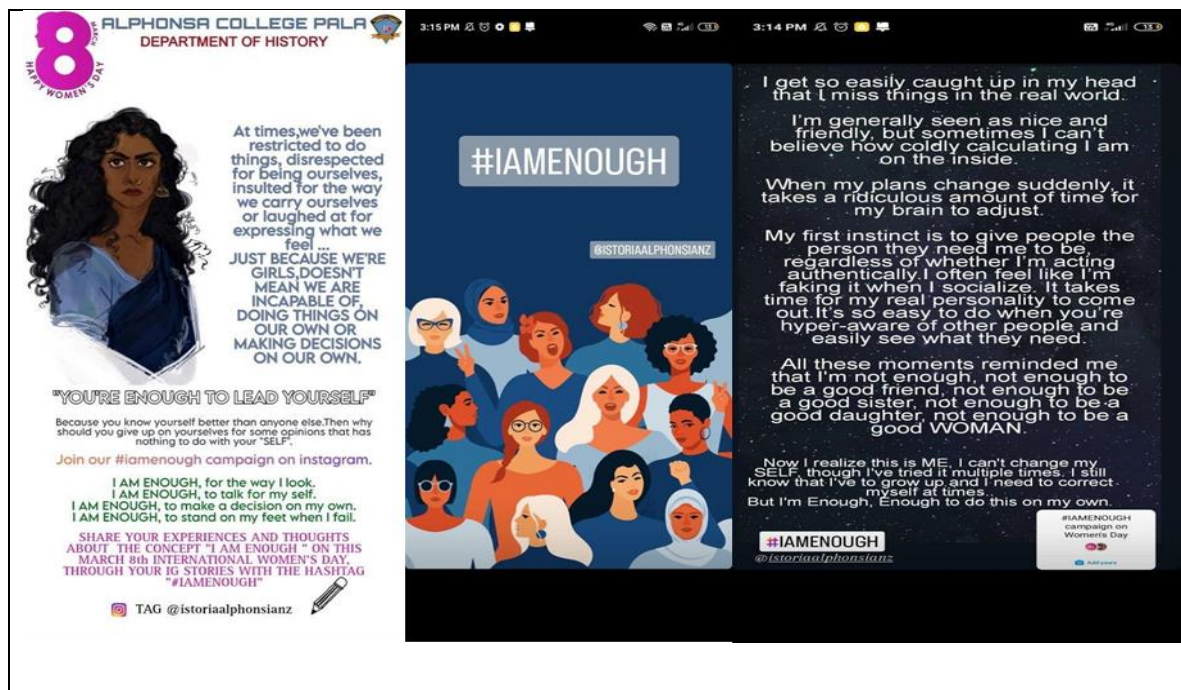 8
MARCH
HAPPY WOMEN'S DAY
ALPHONSA COLLEGE PALA
DEPARTMENT OF HISTORY
At times,we've been
restricted to do
things, disrespected
for being ourselves,
insulted for the way
we carry ourselves
or laughed at for
expressing what we
feel ...
JUST BECAUSE WE'RE
GIRLS,DOESN'T
MEAN WE ARE
INCAPABLE OF,
DOING THINGS ON
OUR OWN OR
MAKING DECISIONS
ON OUR OWN.
"YOU'RE ENOUGH TO LEAD YOURSELF"
Because you know yourself better than anyone else.Then why
should you give up on yourselves for some opinions that has
nothing to do with your "SELF".
Join our #iamenough campaign on instagram.
I AM ENOUGH, for the way I look.
I AM ENOUGH, to talk for my self.
I AM ENOUGH, to make a decision on my own.
I AM ENOUGH, to stand on my feet when I fail.
SHARE YOUR EXPERIENCES AND THOUGHTS
ABOUT THE CONCEPT "I AM ENOUGH " ON THIS
MARCH 8th INTERNATIONAL WOMEN'S DAY,
THROUGH YOUR IG STORIES WITH THE HASHTAG
"#IAMENOUGH"
TAG @istoriaalphonsianz
3:15 PM
#IAMENOUGH
@ISTORIAALPHONSIANZ
3:14 PM
I get so easily caught up in my head
that I miss things in the real world.
I'm generally seen as nice and
friendly, but sometimes I can't
believe how coldly calculating I am
on the inside.
When my plans change suddenly, it
takes a ridiculous amount of time for
my brain to adjust.
My first instinct is to give people the
person they need me to be,
regardless of whether I'm acting
authentically.I often feel like I'm
faking it when I socialize. It takes
time for my real personality to come
out.It's so easy to do when you're
hyper-aware of other people and
easily see what they need.
All these moments reminded me
that I'm not enough, not enough to
be a good friend, not enough to be
a good sister, not enough to be a
good daughter, not enough to be a
good WOMAN.
Now I realize this is ME, I can't change my
SELF, though I've tried it multiple times. I still
know that I've to grow up and I need to correct
myself at times..
But I'm Enough, Enough to do this on my own.
#IAMENOUGH
@istoriaalphonsianz
#IAMENOUGH
campaign on
Women's Day
Add yours